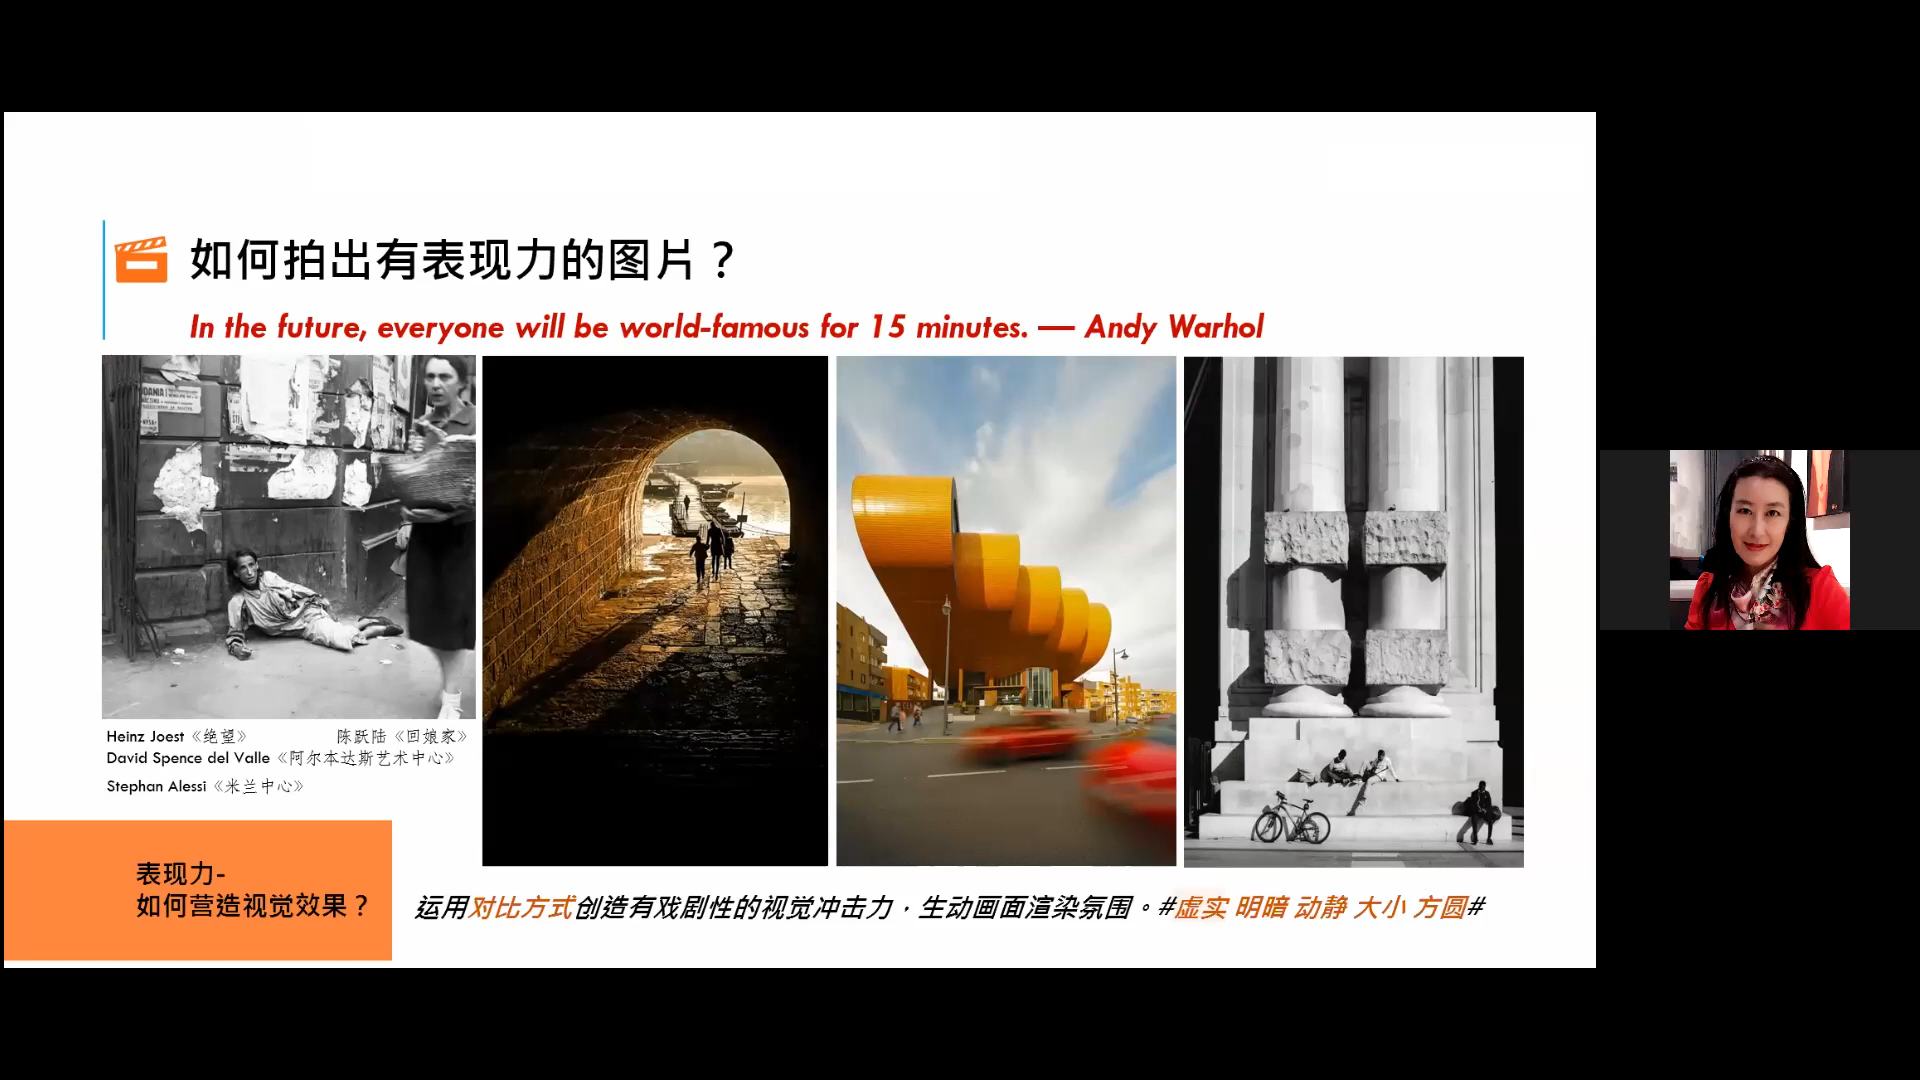 如何拍出有表现力的图片？
In the future, everyone will be world-famous for 15 minutes. — Andy Warhol
Heinz Joest《绝望》 陈跃陆《回娘家》
David Spence del Valle《阿尔本达斯艺术中心》
Stephan Alessi《米兰中心》
表现力-
如何营造视觉效果？
运用对比方式创造有戏剧性的视觉冲击力，生动画面渲染氛围。#虚实 明暗 动静 大小 方圆#